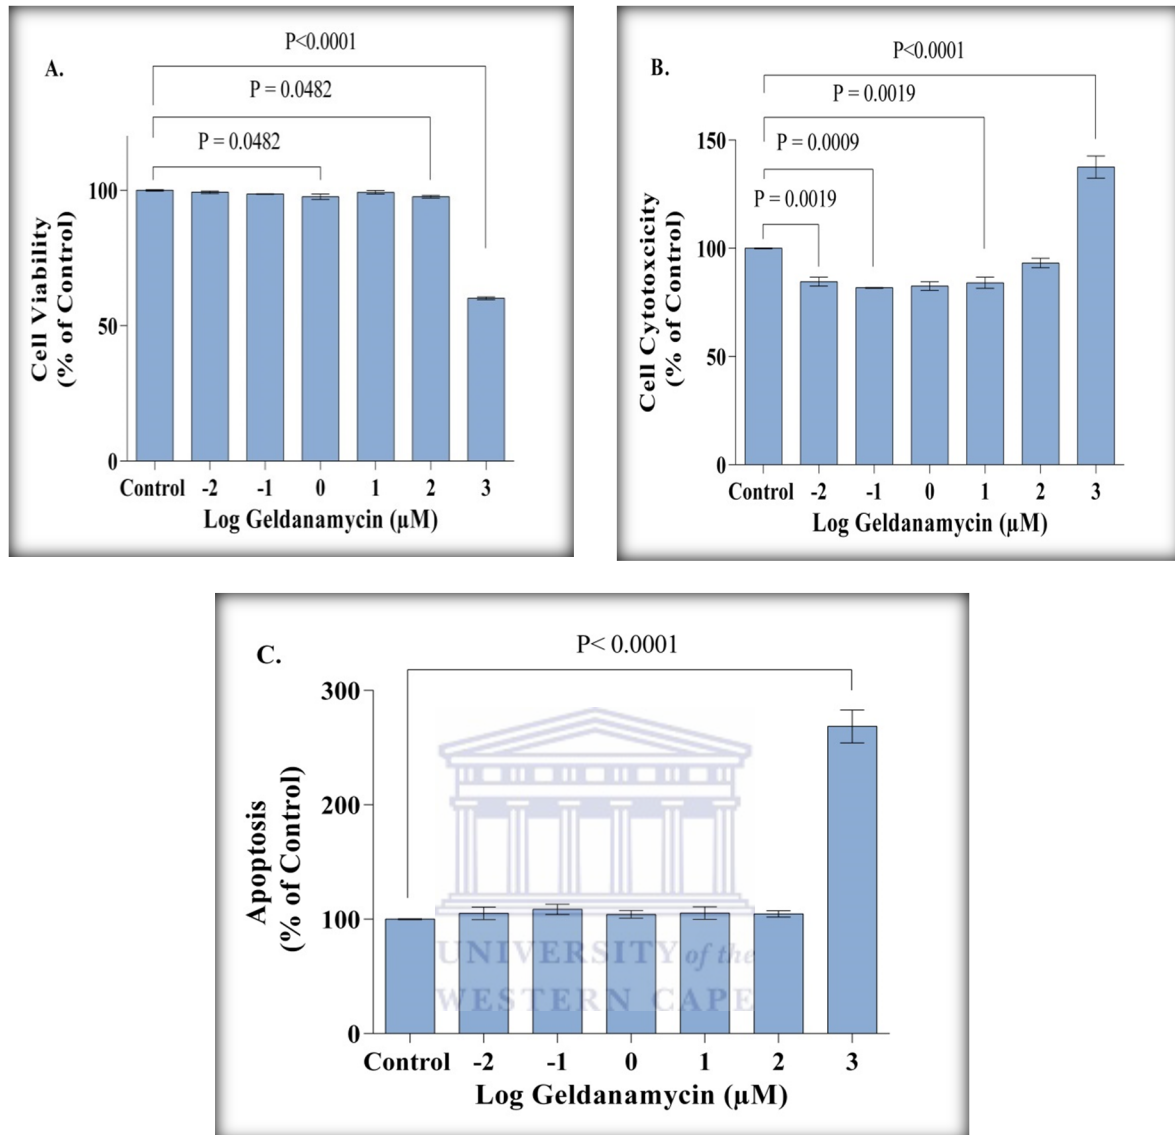 A.
P<0.0001
P = 0.0482
P = 0.0482
Cell Viability
(% of Control)
100
50
0
Control -2 -1 0 1 2 3
Log Geldanamycin (µM)
B.
P<0.0001
P = 0.0019
P = 0.0009
P = 0.0019
Cell Cytotoxcicity
(% of Control)
150
100
50
0
Control -2 -1 0 1 2 3
Log Geldanamycin (µM)
C.
P< 0.0001
Apoptosis
(% of Control)
300
200
100
0
UNIVERSITY of the
WESTERN CAPE
Control -2 -1 0 1 2 3
Log Geldanamycin (µM)